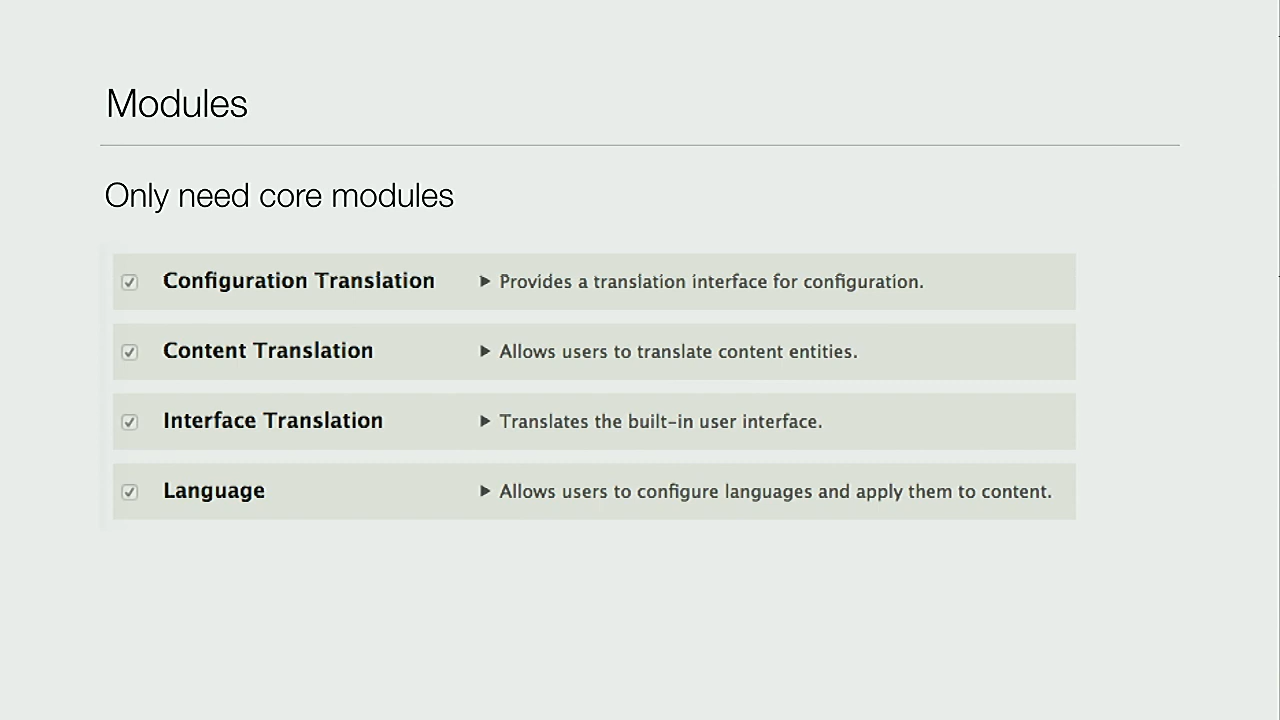 Modules
Only need core modules
Configuration Translation ▶ Provides a translation interface for configuration.
Content Translation ▶ Allows users to translate content entities.
Interface Translation ▶ Translates the built-in user interface.
Language ▶ Allows users to configure languages and apply them to content.